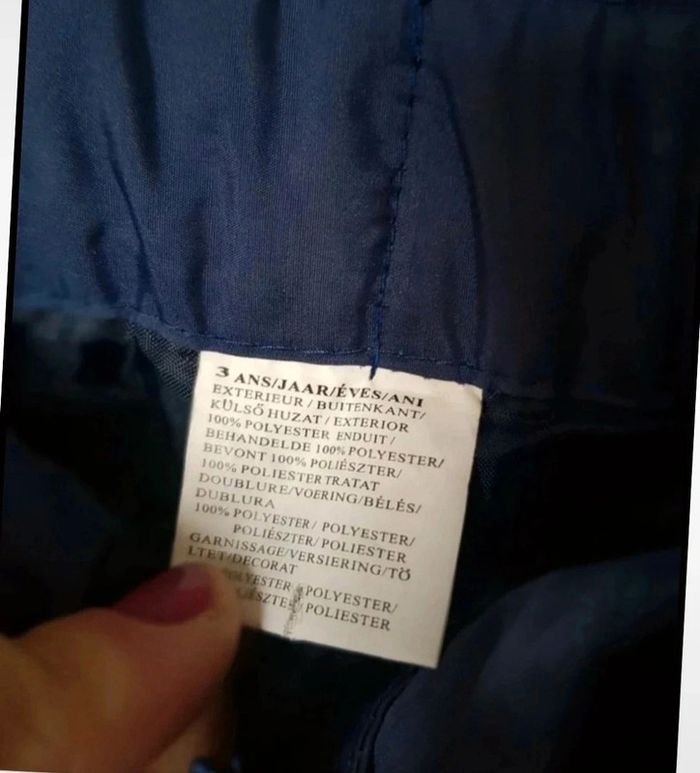 3 ANS/JAAR/ÉVES/ANI
EXTERIEUR / BUITENKANT/
KÜLSŐ HUZAT / EXTERIOR
100% POLYESTER ENDUIT /
BEHANDELDE 100% POLYESTER/
BEVONT 100% POLIÉSZTER/
100% POLIESTER TRATAT
DOUBLURE/VOERING/BÉLÉS/
DUBLURA
100% POLYESTER / POLYESTER/
POLIÉSZTER/ POLIESTER
GARNISSAGE/VERSIERING/TÖ
LTET/DECORAT
POLYESTER POLYESTER/
POLIESTER